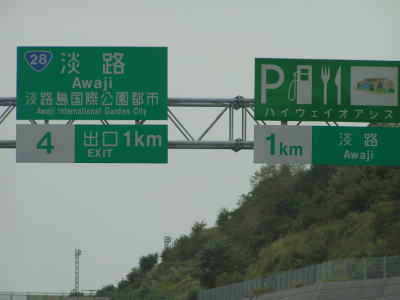 28 淡路
Awaji
淡路島国際公園都市
Awaji International Garden City
4 出口 1km
EXIT
P
ハイウェイオアシス
1km 淡路
Awaji